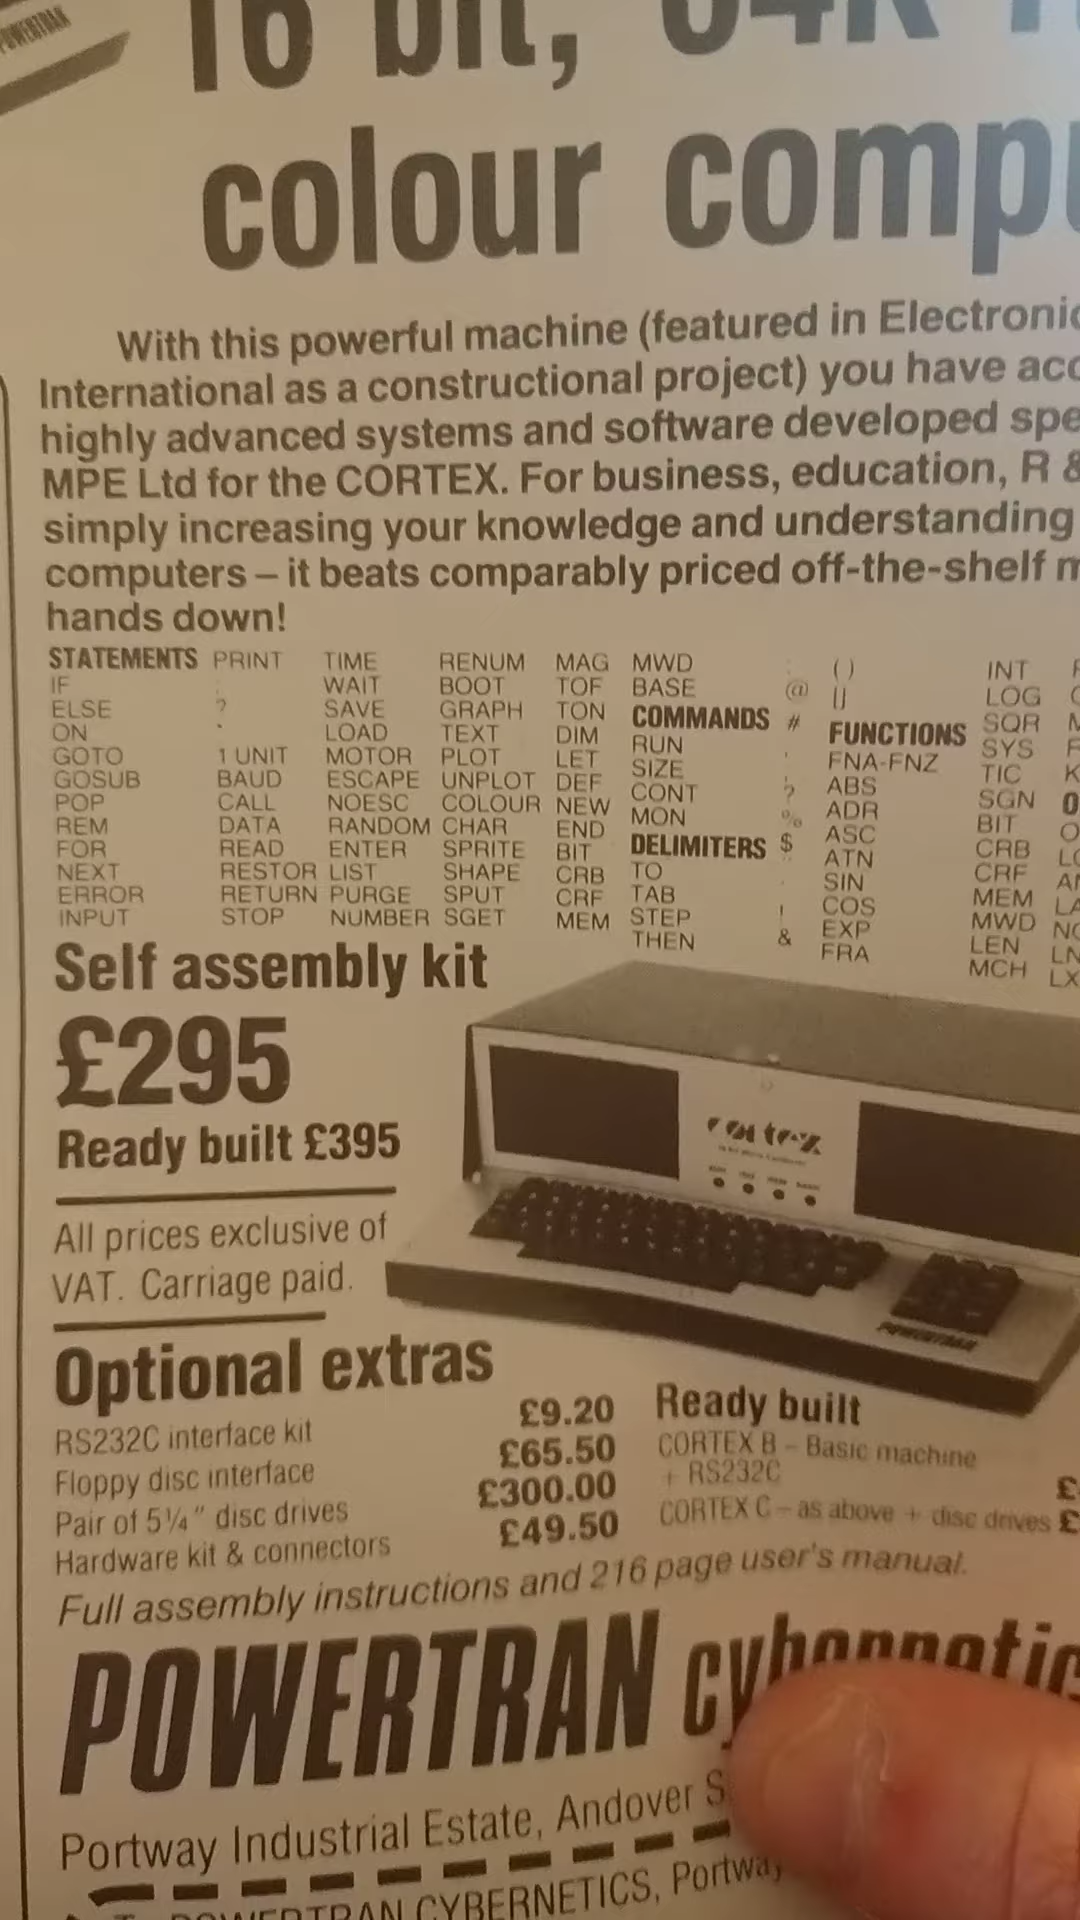 POWERTRAN
16 bit, 64K
colour
With this powerful machine (featured in
International as a constructional project) you have
highly advanced systems and software developed
MPE Ltd for the CORTEX. For business, education, R &
simply increasing your knowledge and understanding
computers – it beats comparably priced off-the-shelf
hands down!
STATEMENTS
IF
ELSE
ON
GOTO
GOSUB
POP
REM
FOR
NEXT
ERROR
INPUT
PRINT
?
1 UNIT
BAUD
CALL
DATA
READ
RESTOR
RETURN
STOP
TIME
WAIT
SAVE
LOAD
MOTOR
ESCAPE
NOESC
RANDOM
ENTER
LIST
PURGE
NUMBER
RENUM
BOOT
GRAPH
TEXT
PLOT
UNPLOT
COLOUR
CHAR
SPRITE
SHAPE
SPUT
SGET
MAG
TOF
TON
DIM
LET
DEF
NEW
END
BIT
CRB
CRF
MEM
MWD
BASE
COMMANDS
RUN
SIZE
CONT
MON
DELIMITERS
TO
TAB
STEP
THEN
@
#
?
%
$
!
&
( )
[]
FUNCTIONS
FNA-FNZ
ABS
ADR
ASC
ATN
SIN
COS
EXP
FRA
INT
LOG
SQR
SYS
TIC
SGN
BIT
CRB
CRF
MEM
MWD
LEN
MCH
Self assembly kit
£295
Ready built £395
All prices exclusive of
VAT. Carriage paid.
cortex
POWERTRAN
Optional extras
RS232C interface kit £9.20
Floppy disc interface £65.50
Pair of 5¼" disc drives £300.00
Hardware kit & connectors £49.50
Ready built
CORTEX B – Basic machine
+ RS232C £
CORTEX C – as above + disc drives £
Full assembly instructions and 216 page user's manual.
POWERTRAN
Portway Industrial Estate, Andover
POWERTRAN CYBERNETICS, Portway